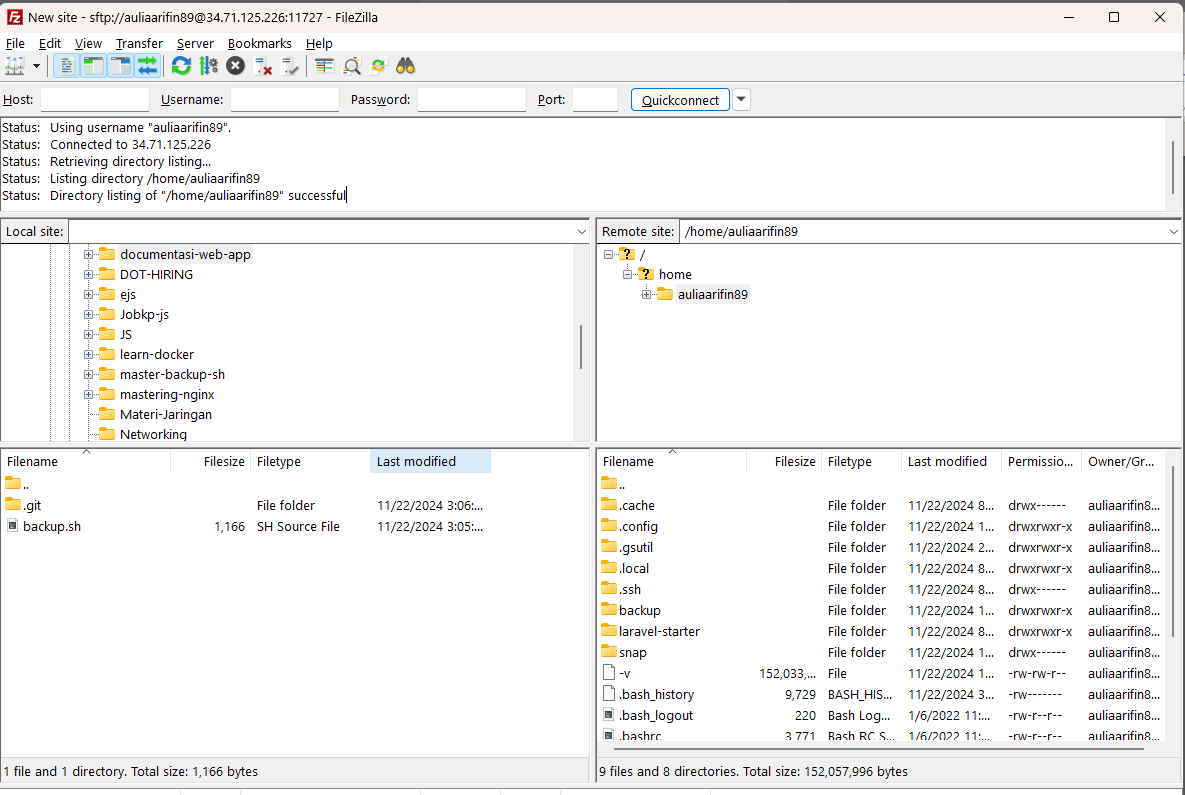 New site - sftp://auliaarifin89@34.71.125.226:11727 - FileZilla
File Edit View Transfer Server Bookmarks Help
Host: Username: Password: Port: Quickconnect
Status: Using username "auliaarifin89".
Status: Connected to 34.71.125.226
Status: Retrieving directory listing...
Status: Listing directory /home/auliaarifin89
Status: Directory listing of "/home/auliaarifin89" successful
Local site:
documentasi-web-app
DOT-HIRING
ejs
Jobkp-js
JS
learn-docker
master-backup-sh
mastering-nginx
Materi-Jaringan
Networking
Remote site: /home/auliaarifin89
/
home
auliaarifin89
Filename Filesize Filetype Last modified
..
.git File folder 11/22/2024 3:06:...
backup.sh 1,166 SH Source File 11/22/2024 3:05:...
1 file and 1 directory. Total size: 1,166 bytes
Filename Filesize Filetype Last modified Permissio... Owner/Gr...
..
.cache File folder 11/22/2024 8... drwx------ auliaarifin8...
.config File folder 11/22/2024 1... drwxrwxr-x auliaarifin8...
.gsutil File folder 11/22/2024 2... drwxrwxr-x auliaarifin8...
.local File folder 11/22/2024 8... drwxrwxr-x auliaarifin8...
.ssh File folder 11/22/2024 8... drwx------ auliaarifin8...
backup File folder 11/22/2024 1... drwxrwxr-x auliaarifin8...
laravel-starter File folder 11/22/2024 8... drwxrwxr-x auliaarifin8...
snap File folder 11/22/2024 1... drwx------ auliaarifin8...
-v 152,033,... File 11/22/2024 1... -rw-rw-r-- auliaarifin8...
.bash_history 9,729 BASH_HIS... 11/22/2024 3... -rw------- auliaarifin8...
.bash_logout 220 Bash Log... 1/6/2022 11:... -rw-r--r-- auliaarifin8...
.bashrc 3,771 Bash RC S... 1/6/2022 11:... -rw-r--r-- auliaarifin8...
9 files and 8 directories. Total size: 152,057,996 bytes